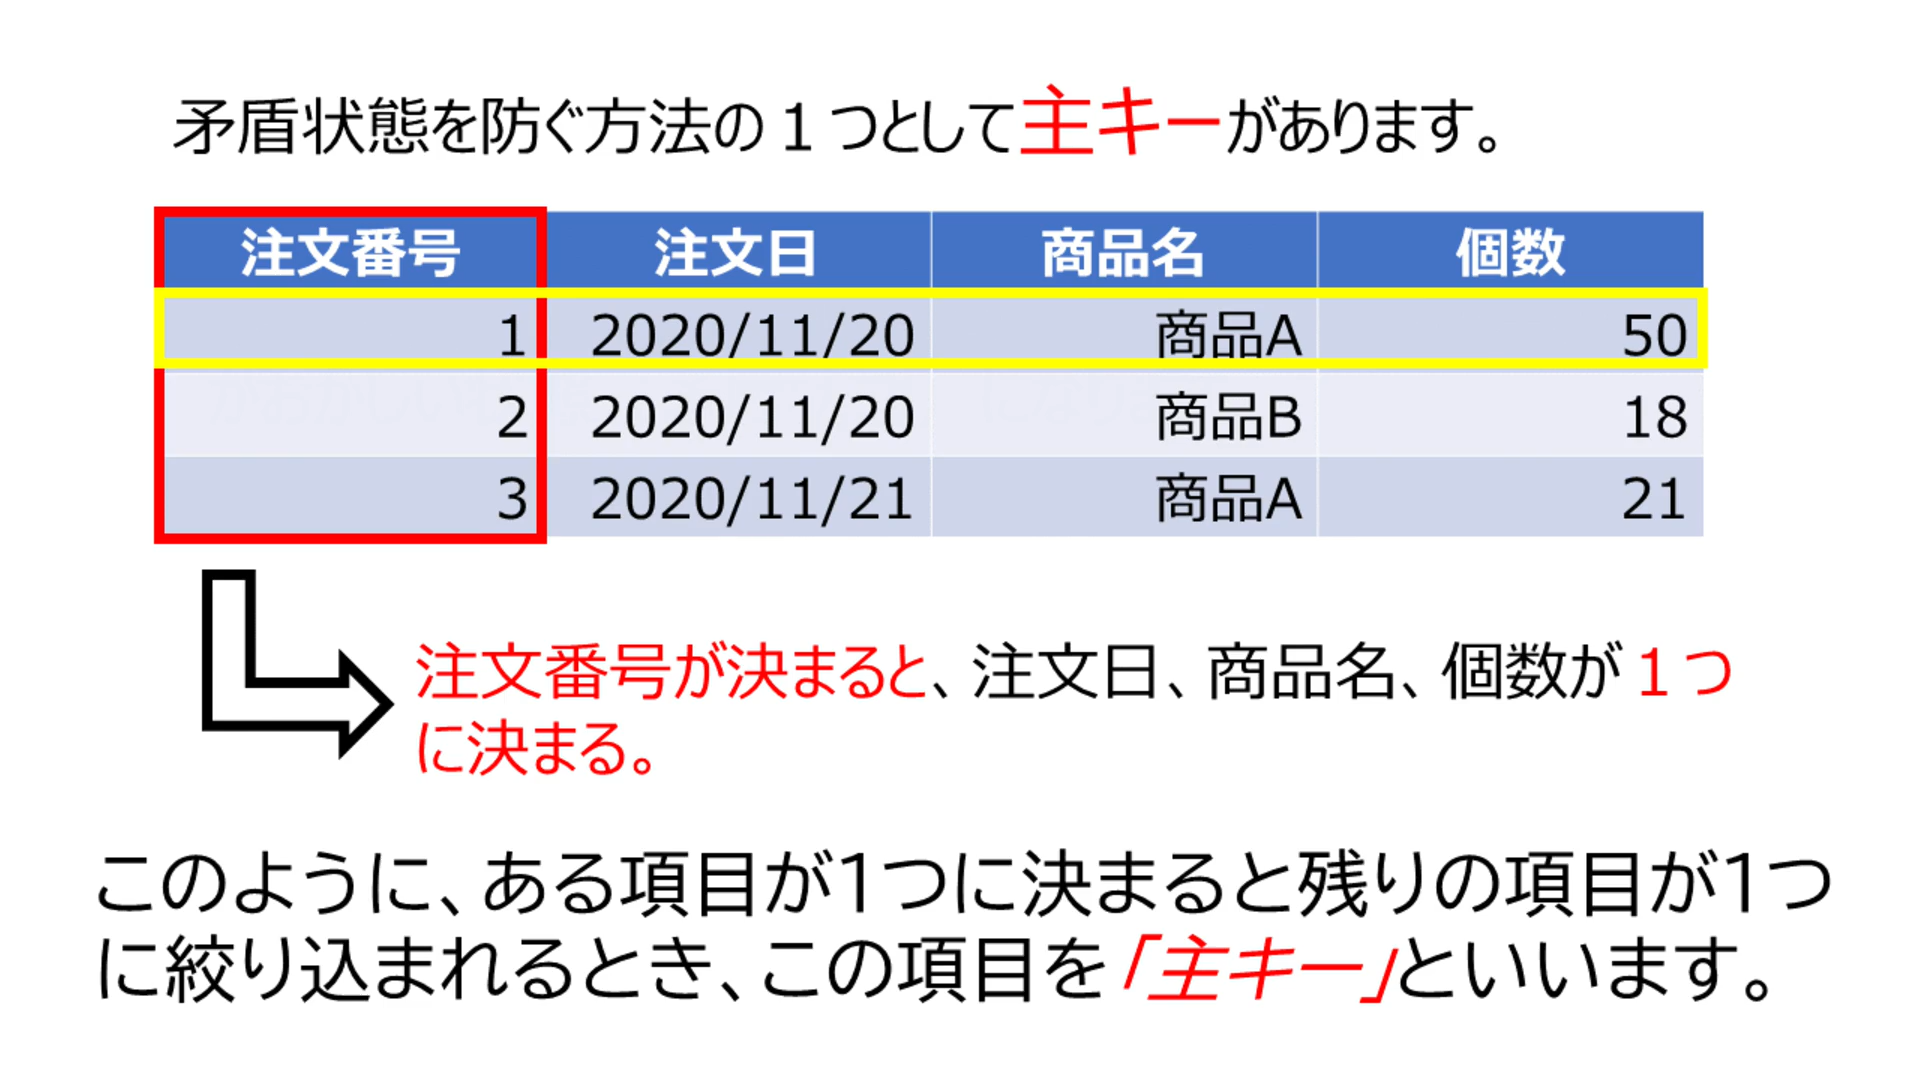 矛盾状態を防ぐ方法の１つとして主キーがあります。
注文番号 注文日 商品名 個数
1 2020/11/20 商品A 50
2 2020/11/20 商品B 18
3 2020/11/21 商品A 21
注文番号が決まると、注文日、商品名、個数が１つ
に決まる。
このように、ある項目が1つに決まると残りの項目が1つ
に絞り込まれるとき、この項目を「主キー」といいます。